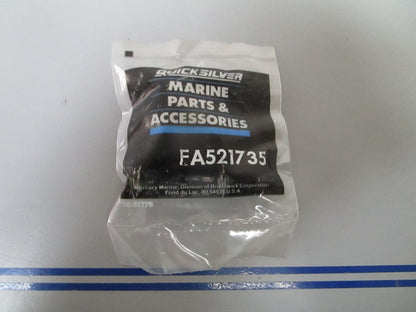 QUICKSILVER
MARINE
PARTS &
ACCESSORIES
FA521735
Mercury Marine, Division of Brunswick Corporation
Fond du Lac, WI 54935 U.S.A.